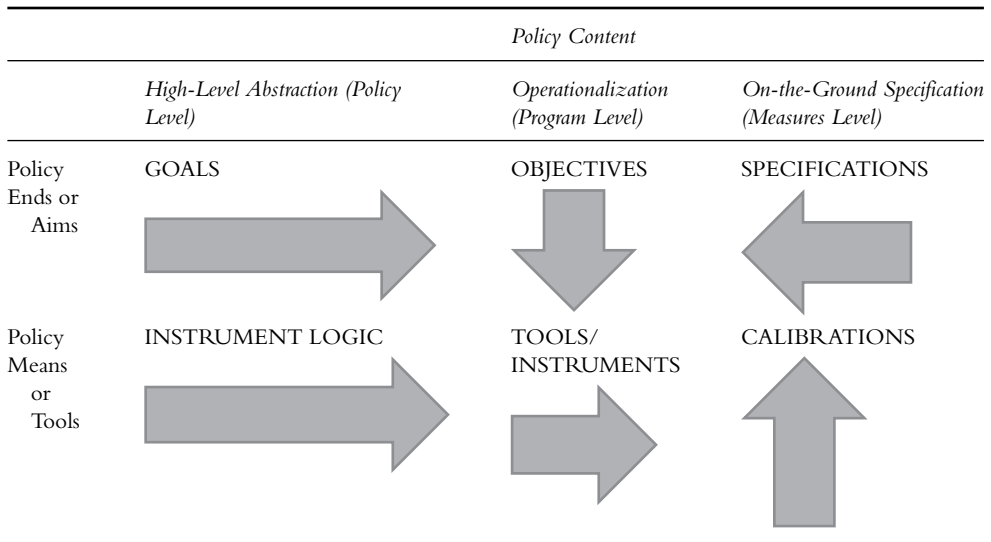 Policy Content
High-Level Abstraction (Policy
Level)
Operationalization
(Program Level)
On-the-Ground Specification
(Measures Level)
Policy
Ends or
Aims
GOALS
OBJECTIVES
SPECIFICATIONS
Policy
Means
or
Tools
INSTRUMENT LOGIC
TOOLS/
INSTRUMENTS
CALIBRATIONS